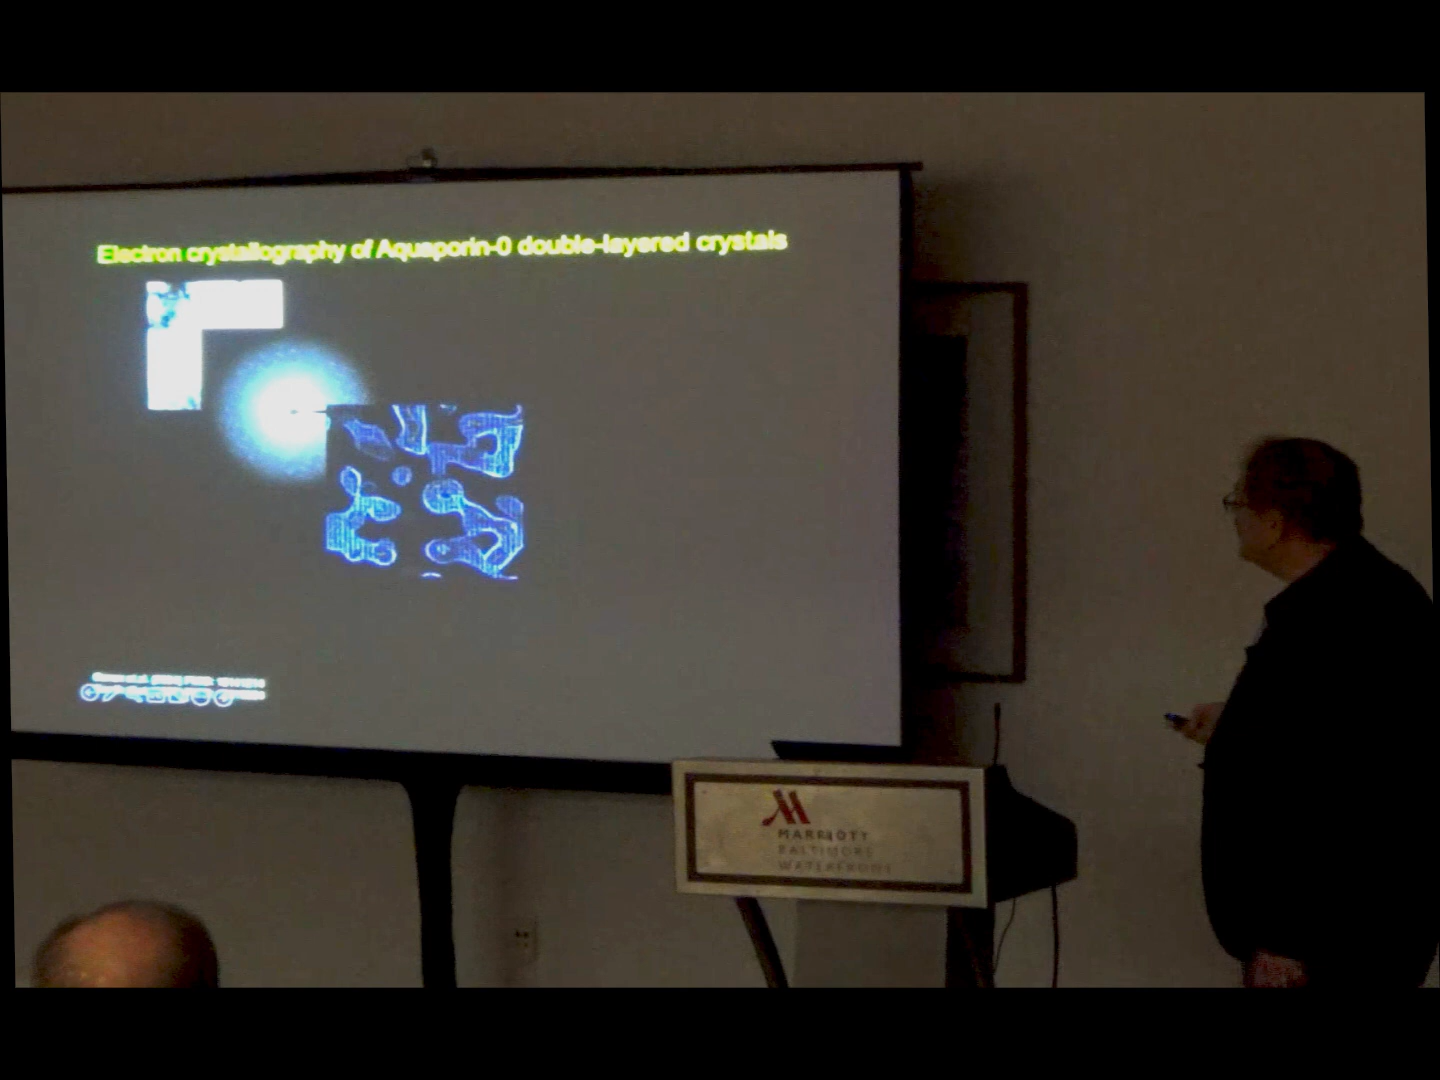 Electron crystallography of Aquaporin-0 double-layered crystals
MARRIOTT
BALTIMORE
WATERFRONT